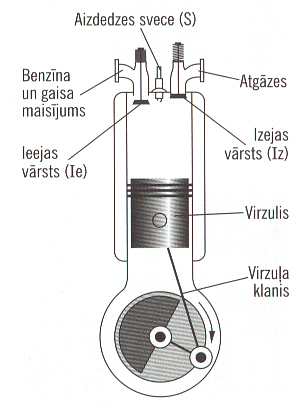 Aizdedzes svece (S)
Benzīna
un gaisa
maisījums
Atgāzes
Ieejas
vārsts (Ie)
Izejas
vārsts (Iz)
Virzulis
Virzuļa
klanis